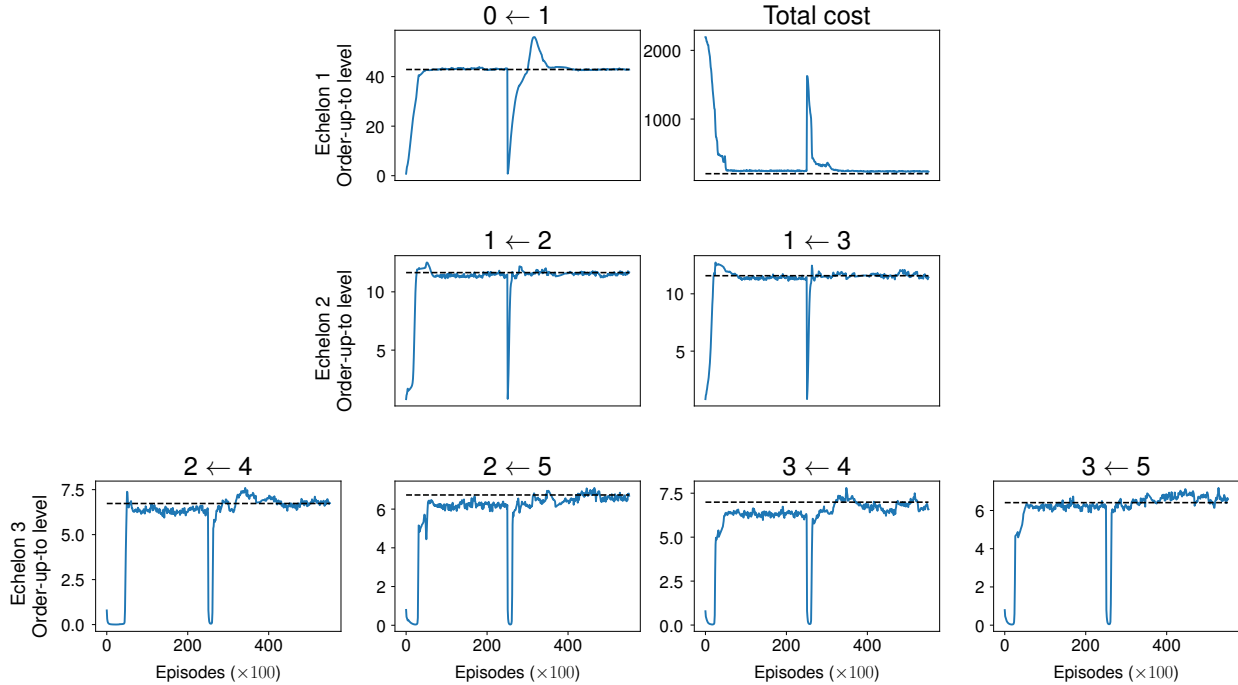 0 ← 1
Total cost
Echelon 1
Order-up-to level
40
20
0
2000
1000
1 ← 2
1 ← 3
Echelon 2
Order-up-to level
10
5
10
5
2 ← 4
2 ← 5
3 ← 4
3 ← 5
Echelon 3
Order-up-to level
7.5
5.0
2.5
0.0
6
4
2
0
7.5
5.0
2.5
0.0
6
4
2
0
0 200 400
0 200 400
0 200 400
0 200 400
Episodes (×100)
Episodes (×100)
Episodes (×100)
Episodes (×100)